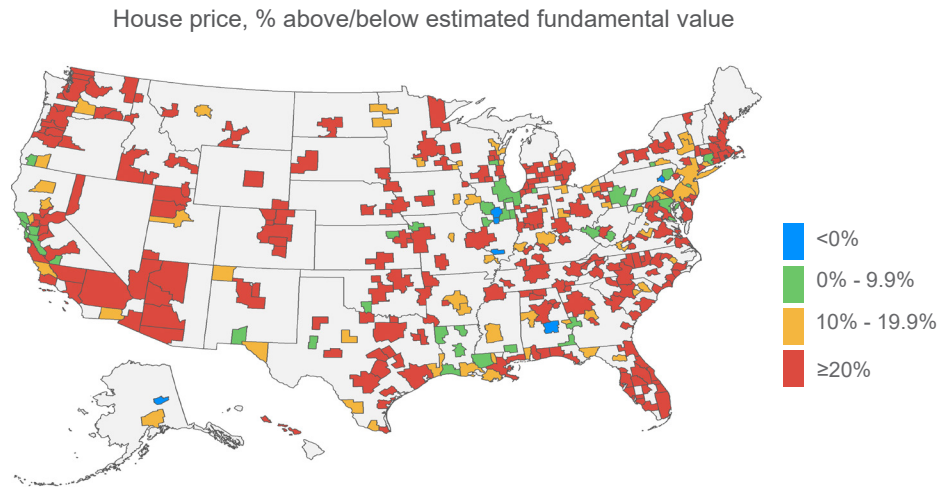 House price, % above/below estimated fundamental value
<0%
0% - 9.9%
10% - 19.9%
≥20%